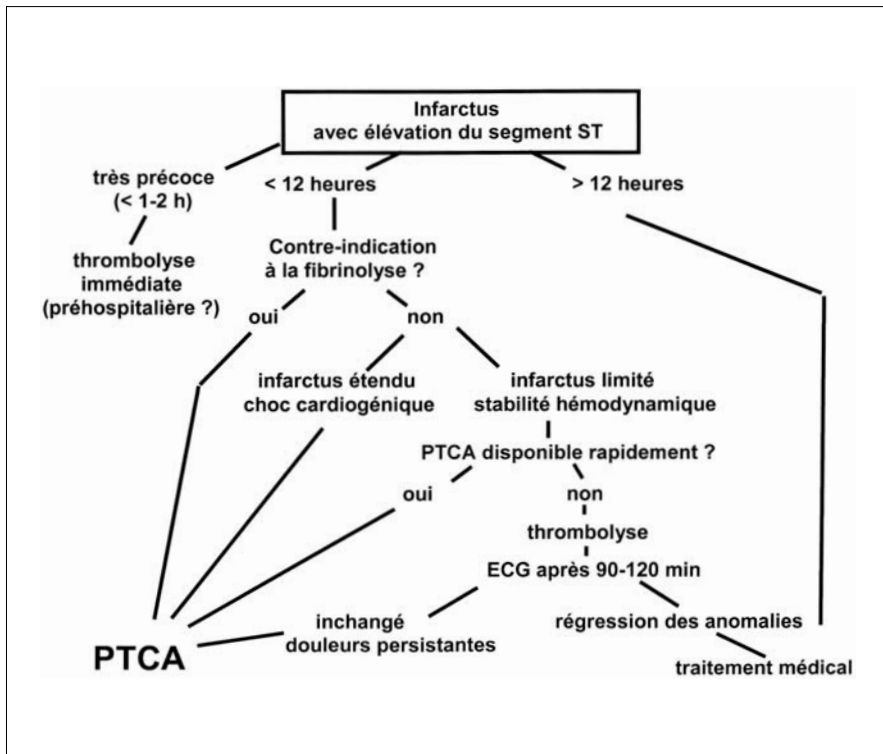 Infarctus
avec élévation du segment ST
très précoce
(< 1-2 h)
< 12 heures
> 12 heures
thrombolyse
immédiate
(préhospitalière ?)
Contre-indication
à la fibrinolyse ?
oui
non
infarctus étendu
choc cardiogénique
infarctus limité
stabilité hémodynamique
PTCA disponible rapidement ?
oui
non
thrombolyse
ECG après 90-120 min
inchangé
douleurs persistantes
régression des anomalies
PTCA
traitement médical